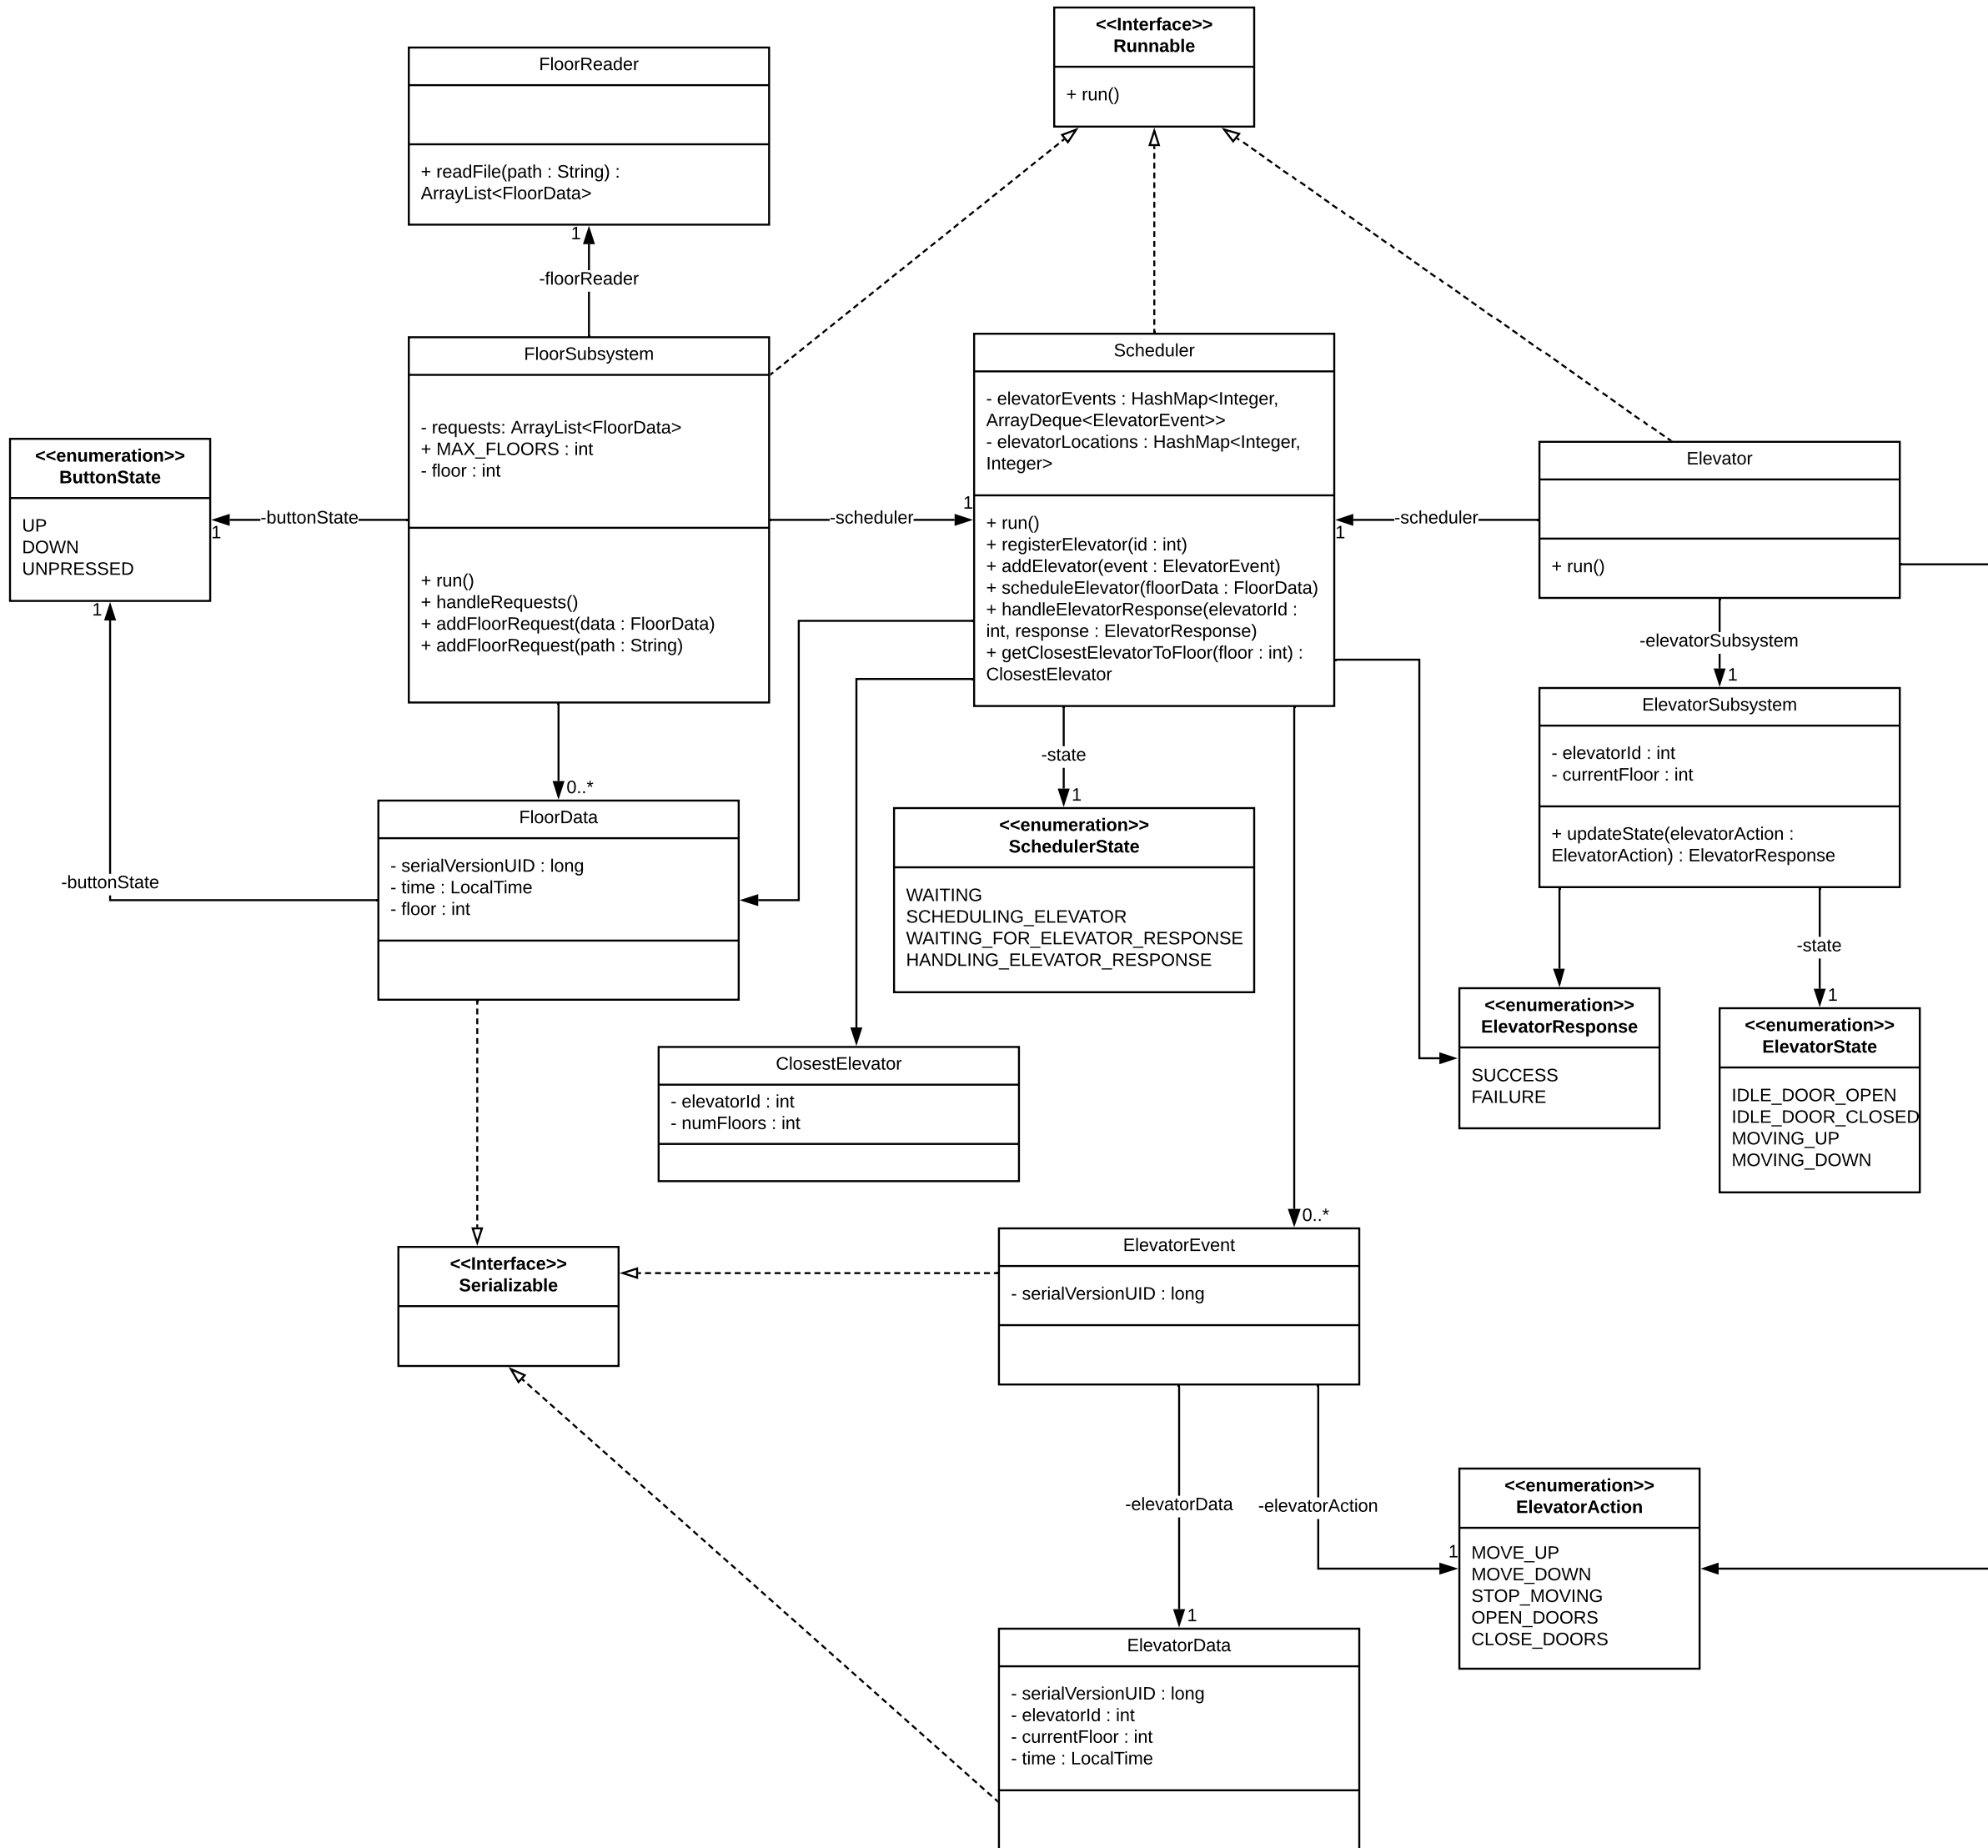 <<Interface>>
Runnable
+ run()
FloorReader
+ readFile(path : String) :
ArrayList<FloorData>
1
-floorReader
FloorSubsystem
- requests: ArrayList<FloorData>
+ MAX_FLOORS : int
- floor : int
+ run()
+ handleRequests()
+ addFloorRequest(data : FloorData)
+ addFloorRequest(path : String)
<<enumeration>>
ButtonState
UP
DOWN
UNPRESSED
-buttonState
1
1
-buttonState
-scheduler
1
Scheduler
- elevatorEvents : HashMap<Integer,
ArrayDeque<ElevatorEvent>>
- elevatorLocations : HashMap<Integer,
Integer>
+ run()
+ registerElevator(id : int)
+ addElevator(event : ElevatorEvent)
+ scheduleElevator(floorData : FloorData)
+ handleElevatorResponse(elevatorId :
int, response : ElevatorResponse)
+ getClosestElevatorToFloor(floor : int) :
ClosestElevator
-scheduler
1
Elevator
+ run()
-elevatorSubsystem
1
ElevatorSubsystem
- elevatorId : int
- currentFloor : int
+ updateState(elevatorAction :
ElevatorAction) : ElevatorResponse
0..*
FloorData
- serialVersionUID : long
- time : LocalTime
- floor : int
-state
1
<<enumeration>>
SchedulerState
WAITING
SCHEDULING_ELEVATOR
WAITING_FOR_ELEVATOR_RESPONSE
HANDLING_ELEVATOR_RESPONSE
-state
1
<<enumeration>>
ElevatorResponse
SUCCESS
FAILURE
<<enumeration>>
ElevatorState
IDLE_DOOR_OPEN
IDLE_DOOR_CLOSED
MOVING_UP
MOVING_DOWN
ClosestElevator
- elevatorId : int
- numFloors : int
0..*
ElevatorEvent
- serialVersionUID : long
<<Interface>>
Serializable
-elevatorData
1
-elevatorAction
1
<<enumeration>>
ElevatorAction
MOVE_UP
MOVE_DOWN
STOP_MOVING
OPEN_DOORS
CLOSE_DOORS
ElevatorData
- serialVersionUID : long
- elevatorId : int
- currentFloor : int
- time : LocalTime